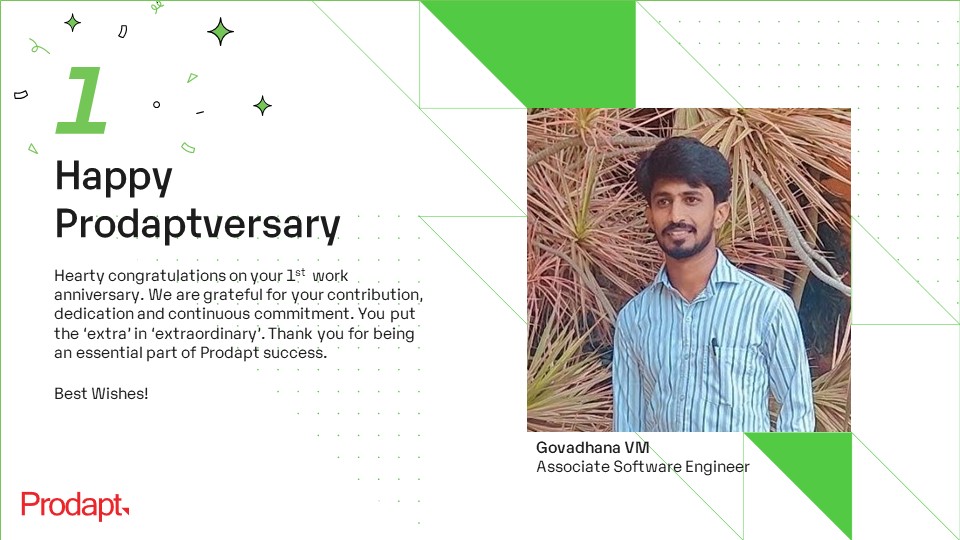 1
Happy
Prodaptversary
Hearty congratulations on your 1st work
anniversary. We are grateful for your contribution,
dedication and continuous commitment. You put
the ‘extra’ in ‘extraordinary’. Thank you for being
an essential part of Prodapt success.
Best Wishes!
Govadhana VM
Associate Software Engineer
Prodapt